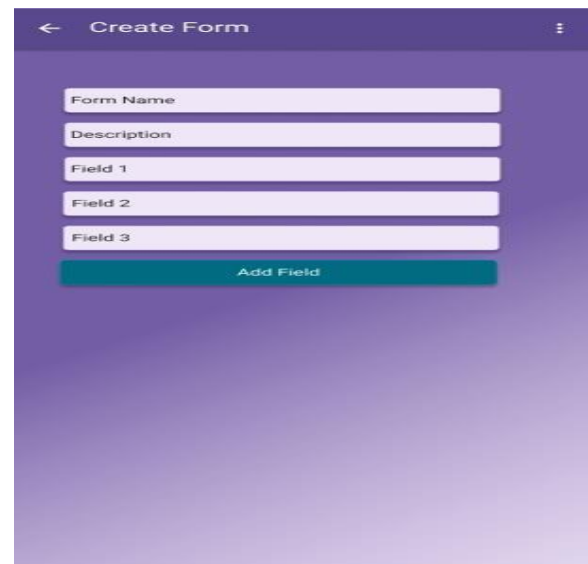 Create Form
Form Name
Description
Field 1
Field 2
Field 3
Add Field